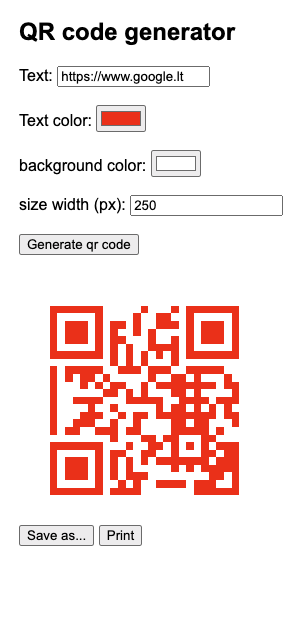 QR code generator
Text: https://www.google.lt
Text color:
background color:
size width (px): 250
Generate qr code
Save as... Print